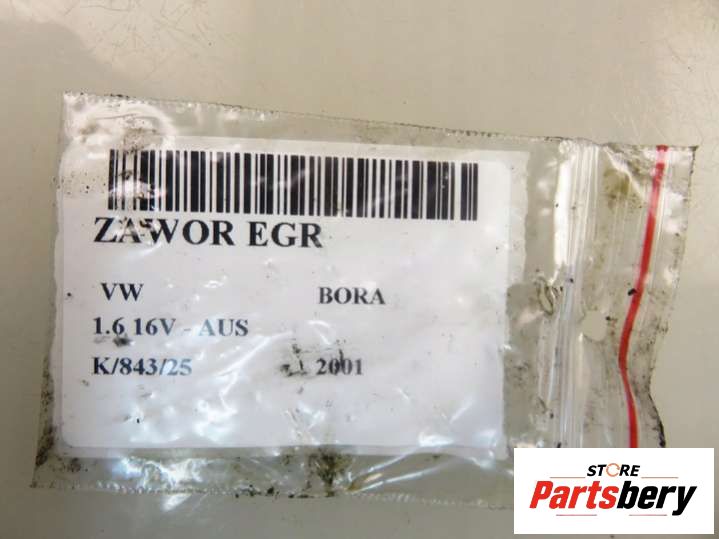 ZAWOR EGR
VW BORA
1.6 16V - AUS
K/843/25 2001
STORE
Partsbery